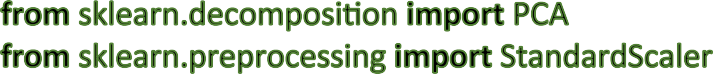 from sklearn.decomposition import PCA
from sklearn.preprocessing import StandardScaler